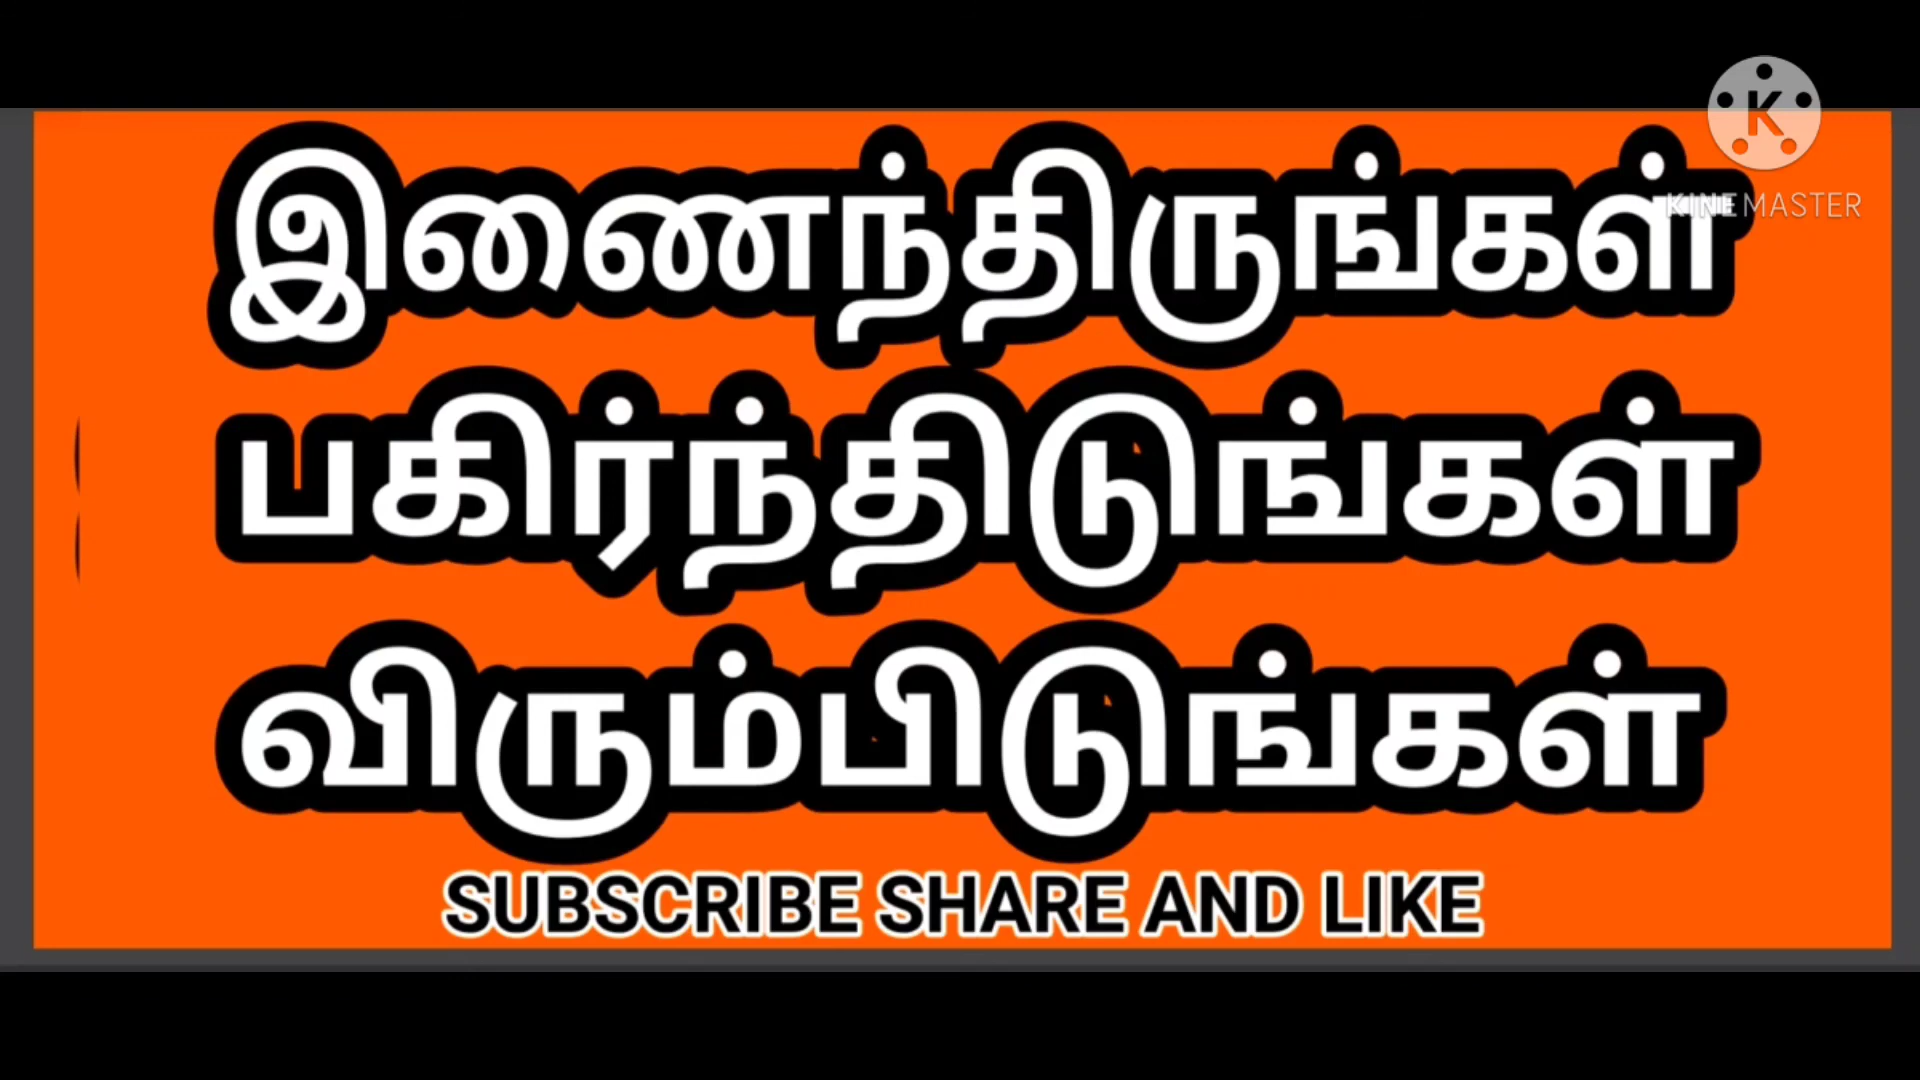 K
KINEMASTER
இணைந்திருங்கள்
பகிர்ந்திடுங்கள்
விரும்பிடுங்கள்
SUBSCRIBE SHARE AND LIKE